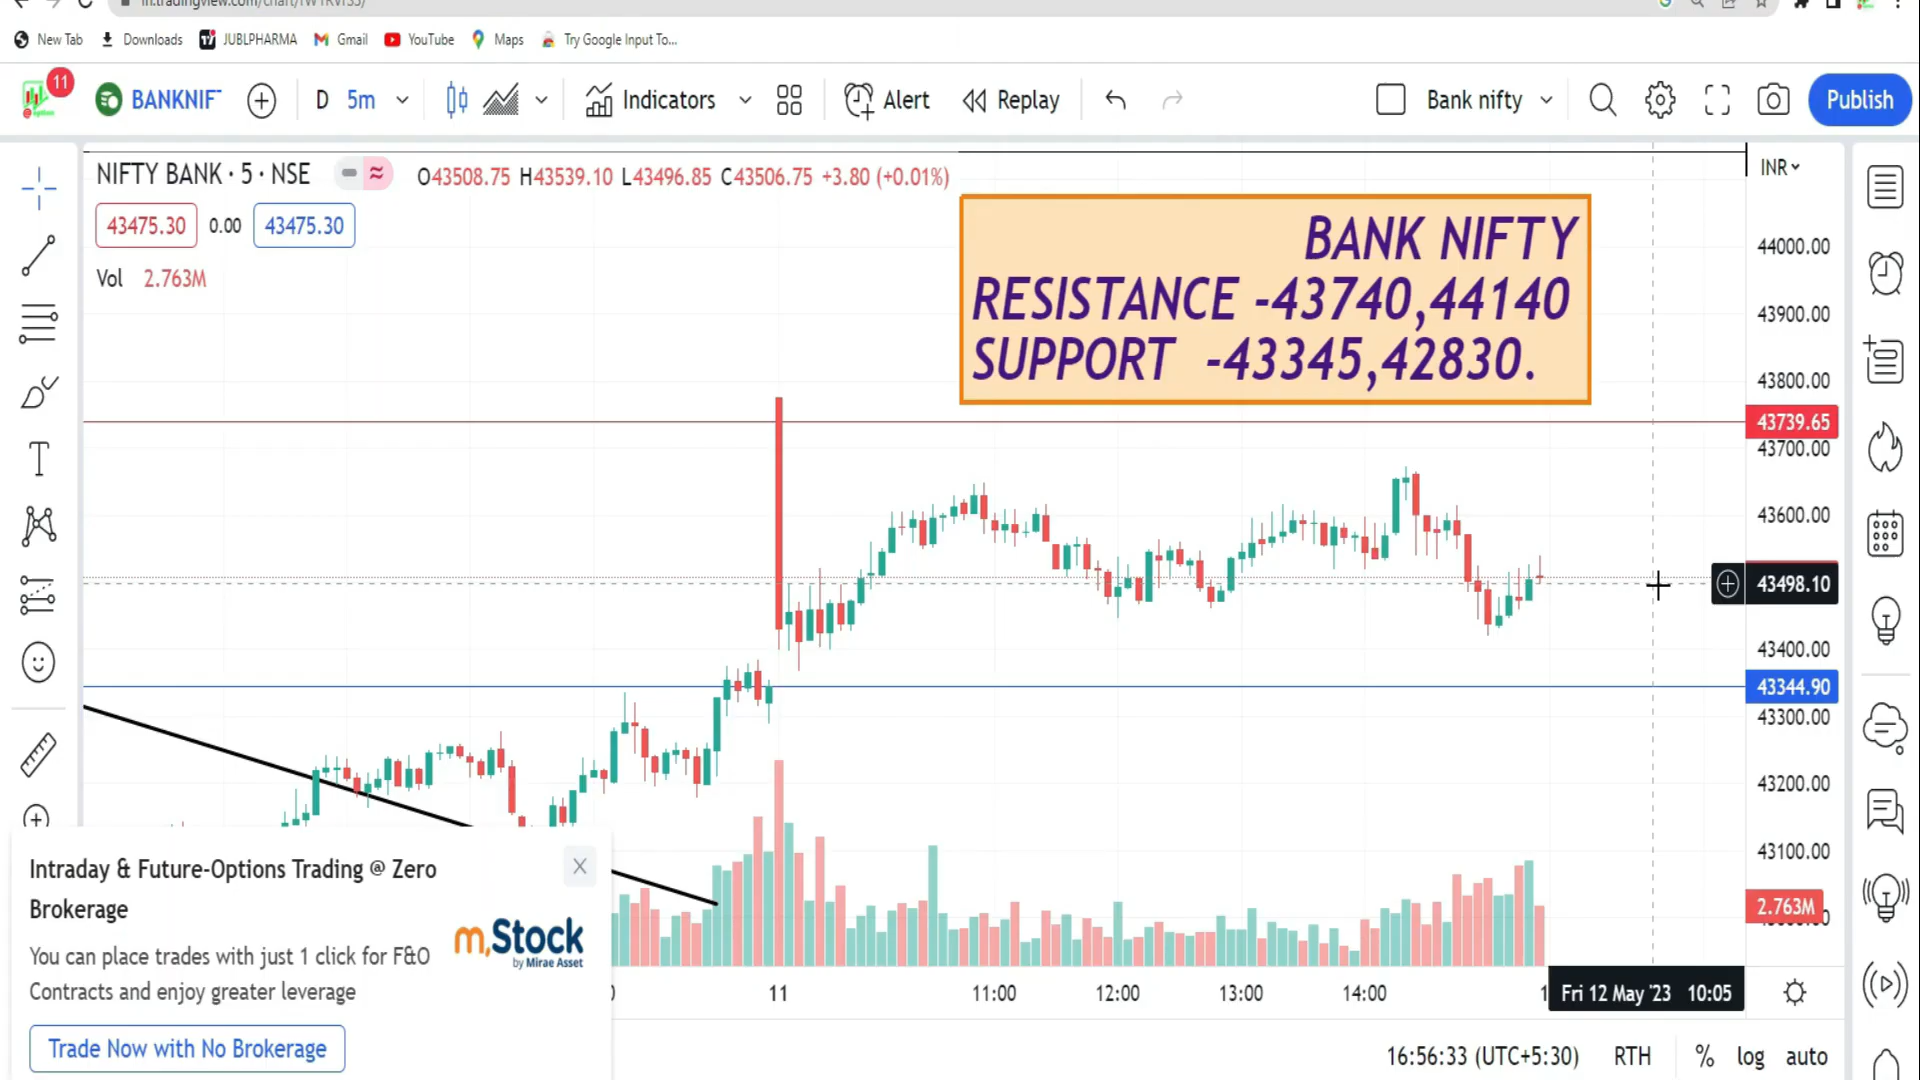 New Tab Downloads JUBLPHARMA Gmail YouTube Maps Try Google Input To...
11
BANKNIF D 5m Indicators Alert Replay Bank nifty Publish
NIFTY BANK · 5 · NSE O43508.75 H43539.10 L43496.85 C43506.75 +3.80 (+0.01%)
INR
43475.30 0.00 43475.30
Vol 2.763M
BANK NIFTY
RESISTANCE -43740,44140
SUPPORT -43345,42830.
44000.00
43900.00
43800.00
43739.65
43700.00
43600.00
43498.10
43400.00
43344.90
43300.00
43200.00
43100.00
2.763M
Intraday & Future-Options Trading @ Zero
Brokerage
You can place trades with just 1 click for F&O
Contracts and enjoy greater leverage
m.Stock
by Mirae Asset
Trade Now with No Brokerage
11 11:00 12:00 13:00 14:00 Fri 12 May '23 10:05
16:56:33 (UTC+5:30) RTH % log auto